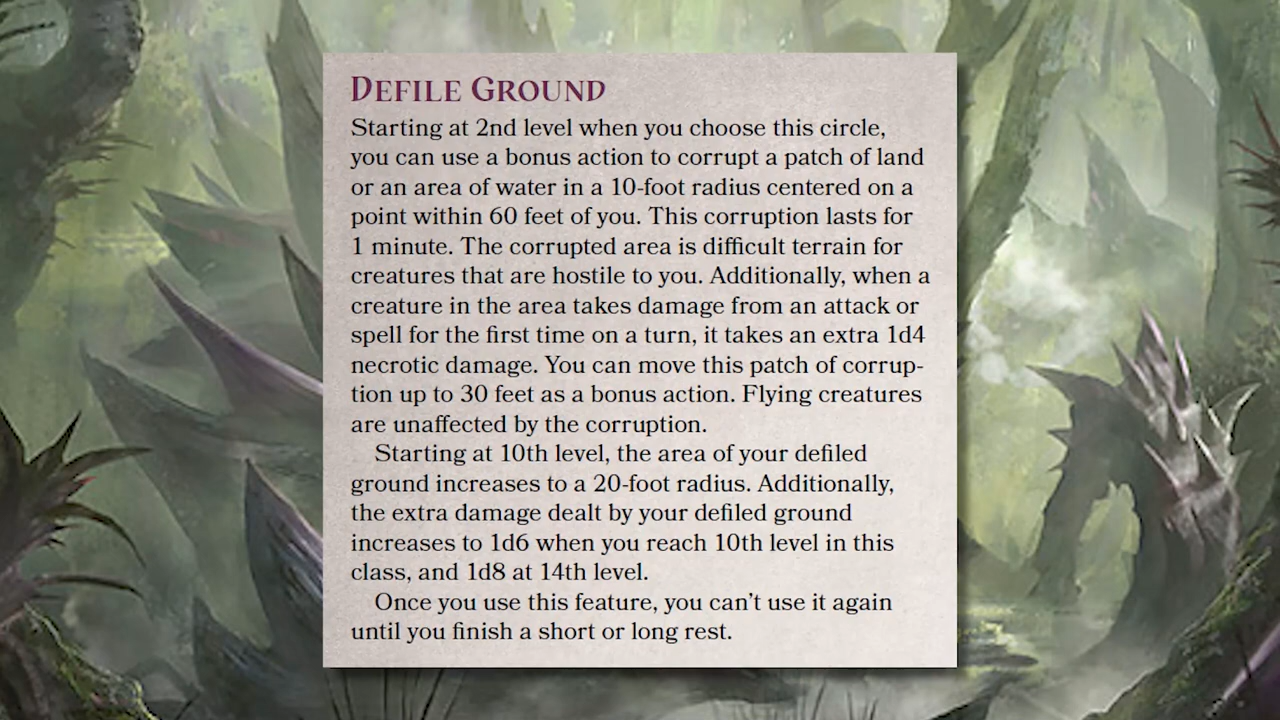 Defile Ground
Starting at 2nd level when you choose this circle,
you can use a bonus action to corrupt a patch of land
or an area of water in a 10-foot radius centered on a
point within 60 feet of you. This corruption lasts for
1 minute. The corrupted area is difficult terrain for
creatures that are hostile to you. Additionally, when a
creature in the area takes damage from an attack or
spell for the first time on a turn, it takes an extra 1d4
necrotic damage. You can move this patch of corrup-
tion up to 30 feet as a bonus action. Flying creatures
are unaffected by the corruption.
Starting at 10th level, the area of your defiled
ground increases to a 20-foot radius. Additionally,
the extra damage dealt by your defiled ground
increases to 1d6 when you reach 10th level in this
class, and 1d8 at 14th level.
Once you use this feature, you can't use it again
until you finish a short or long rest.